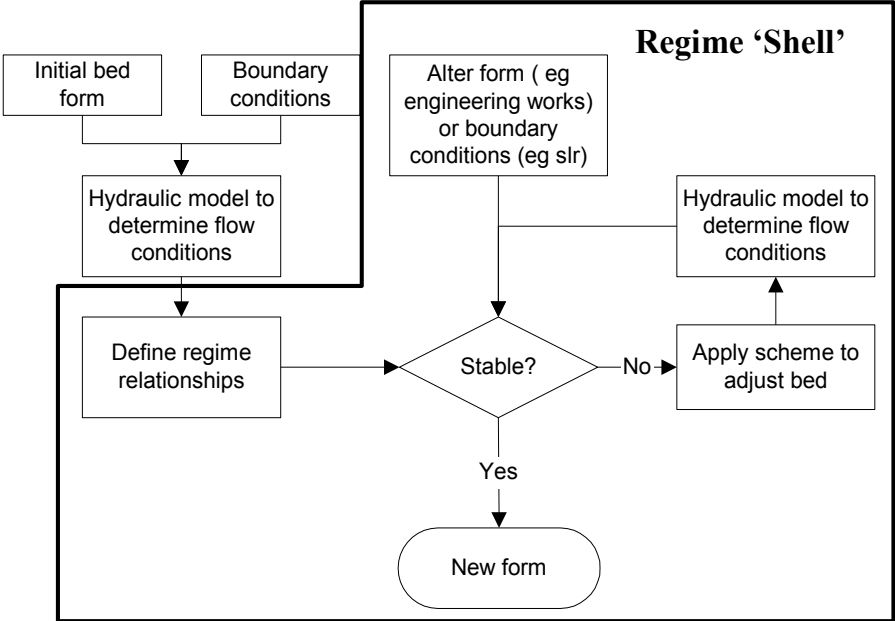 Regime ‘Shell’
Initial bed
form
Boundary
conditions
Alter form ( eg
engineering works)
or boundary
conditions (eg slr)
Hydraulic model to
determine flow
conditions
Hydraulic model to
determine flow
conditions
Define regime
relationships
Stable?
No
Apply scheme to
adjust bed
Yes
New form